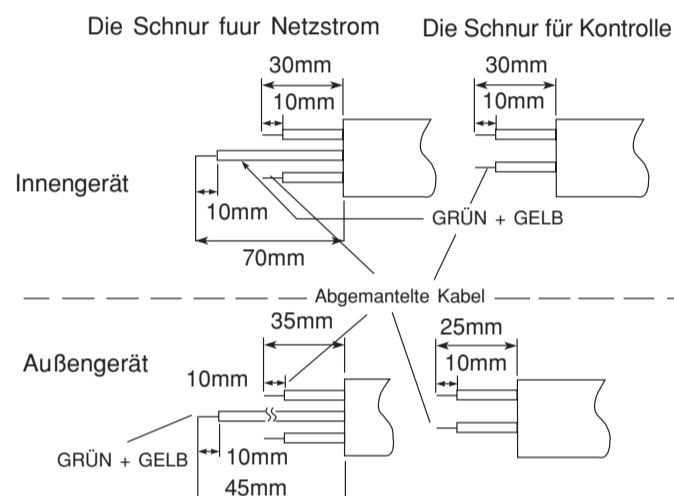 Die Schnur fuur Netzstrom
Die Schnur für Kontrolle
30mm
30mm
10mm
10mm
Innengerät
10mm
GRÜN + GELB
70mm
Abgemantelte Kabel
35mm
25mm
Außengerät
10mm
10mm
GRÜN + GELB
10mm
45mm